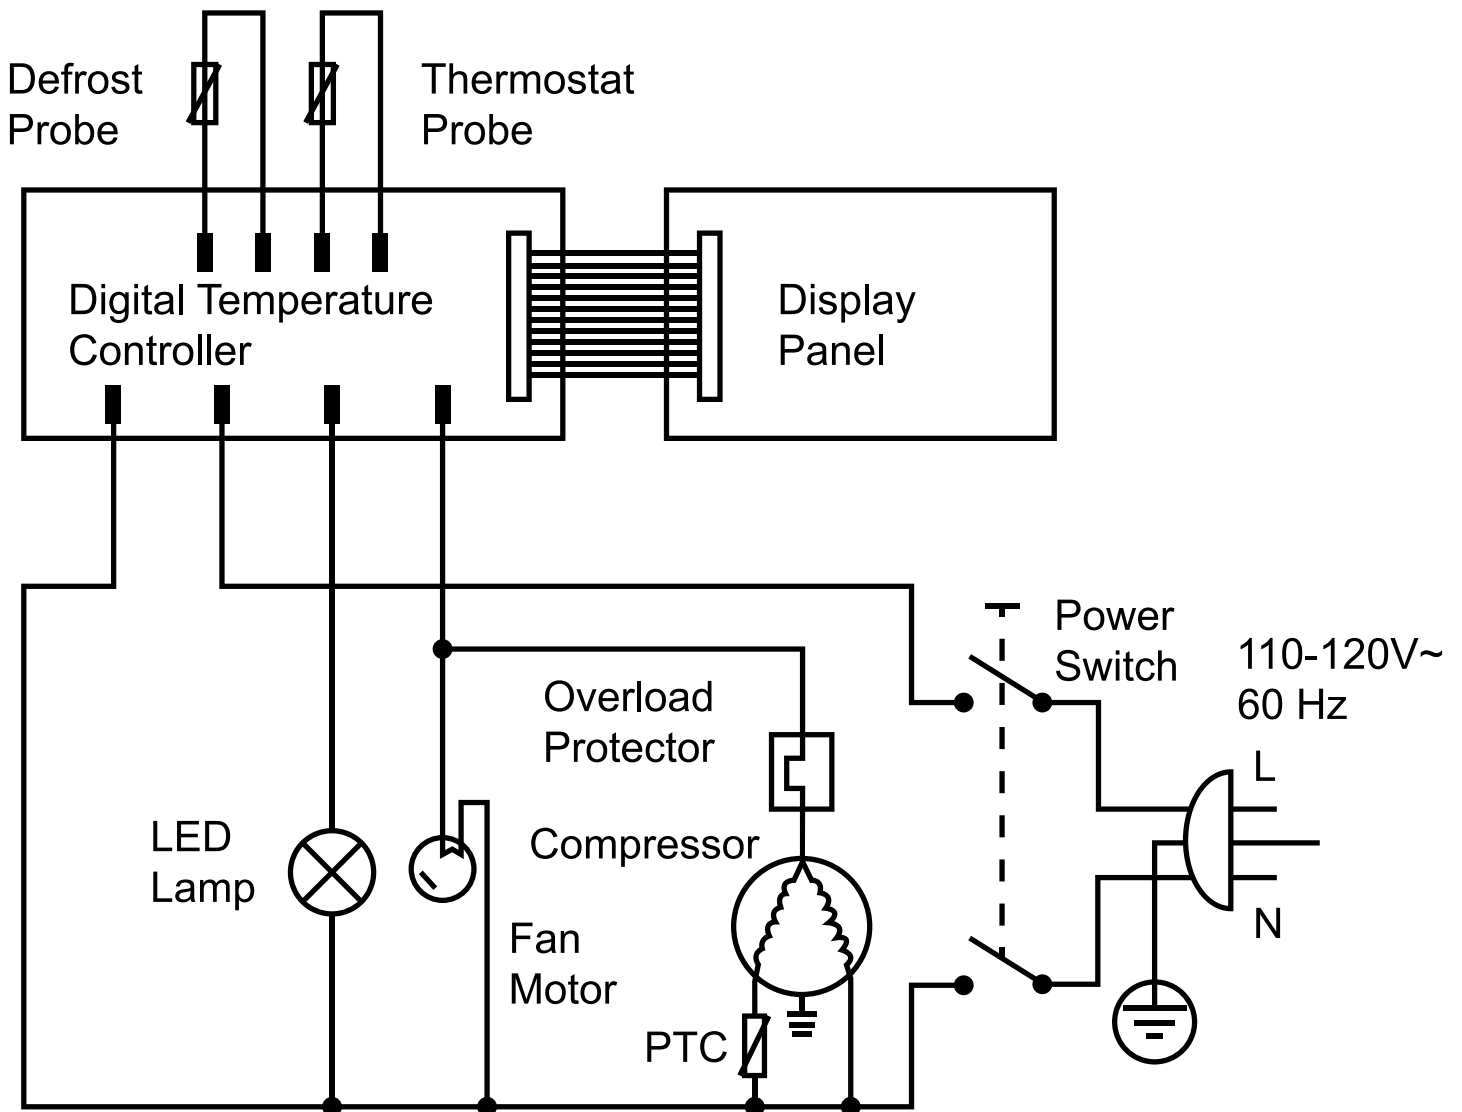 Defrost
Probe
Thermostat
Probe
Digital Temperature
Controller
Display
Panel
Power
Switch
110-120V~
60 Hz
Overload
Protector
L
LED
Lamp
Compressor
Fan
Motor
N
PTC